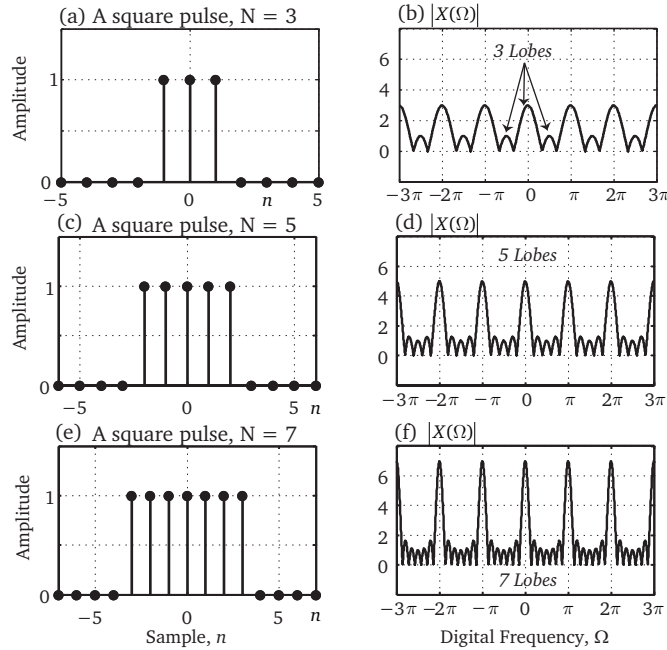 (a) A square pulse, N = 3
Amplitude
1
0
−5
0
n
5
(b) |X(Ω)|
3 Lobes
6
4
2
0
−3π −2π −π 0 π 2π 3π
(c) A square pulse, N = 5
Amplitude
1
0
−5
0
5
n
(d) |X(Ω)|
5 Lobes
6
4
2
0
−3π −2π −π 0 π 2π 3π
(e) A square pulse, N = 7
Amplitude
1
0
−5
0
5
n
Sample, n
(f) |X(Ω)|
6
4
2
0
7 Lobes
−3π −2π −π 0 π 2π 3π
Digital Frequency, Ω